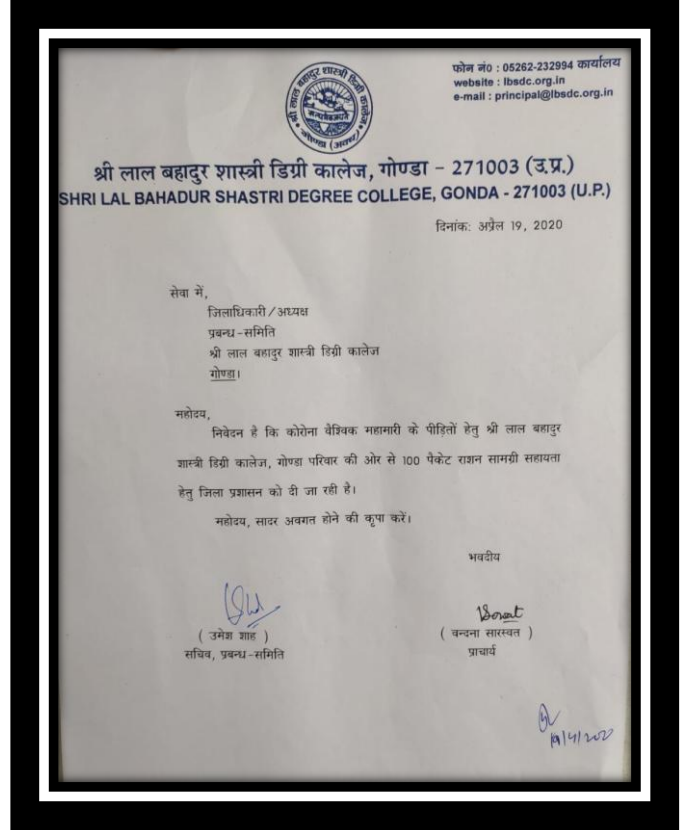 श्री लाल बहादुर शास्त्री डिग्री कालेज
गोण्डा (अवध)
फोन नं0 : 05262-232994 कार्यालय
website : lbsdc.org.in
e-mail : principal@lbsdc.org.in
श्री लाल बहादुर शास्त्री डिग्री कालेज, गोण्डा - 271003 (उ.प्र.)
SHRI LAL BAHADUR SHASTRI DEGREE COLLEGE, GONDA - 271003 (U.P.)
दिनांक: अप्रैल 19, 2020
सेवा में,
जिलाधिकारी/अध्यक्ष
प्रबन्ध-समिति
श्री लाल बहादुर शास्त्री डिग्री कालेज
गोण्डा।
महोदय,
निवेदन है कि कोरोना वैश्विक महामारी के पीड़ितों हेतु श्री लाल बहादुर
शास्त्री डिग्री कालेज, गोण्डा परिवार की ओर से 100 पैकेट राशन सामग्री सहायता
हेतु जिला प्रशासन को दी जा रही है।
महोदय, सादर अवगत होने की कृपा करें।
भवदीय
( उमेश शाह )
सचिव, प्रबन्ध-समिति
( वन्दना सारस्वत )
प्राचार्य
19/4/2020